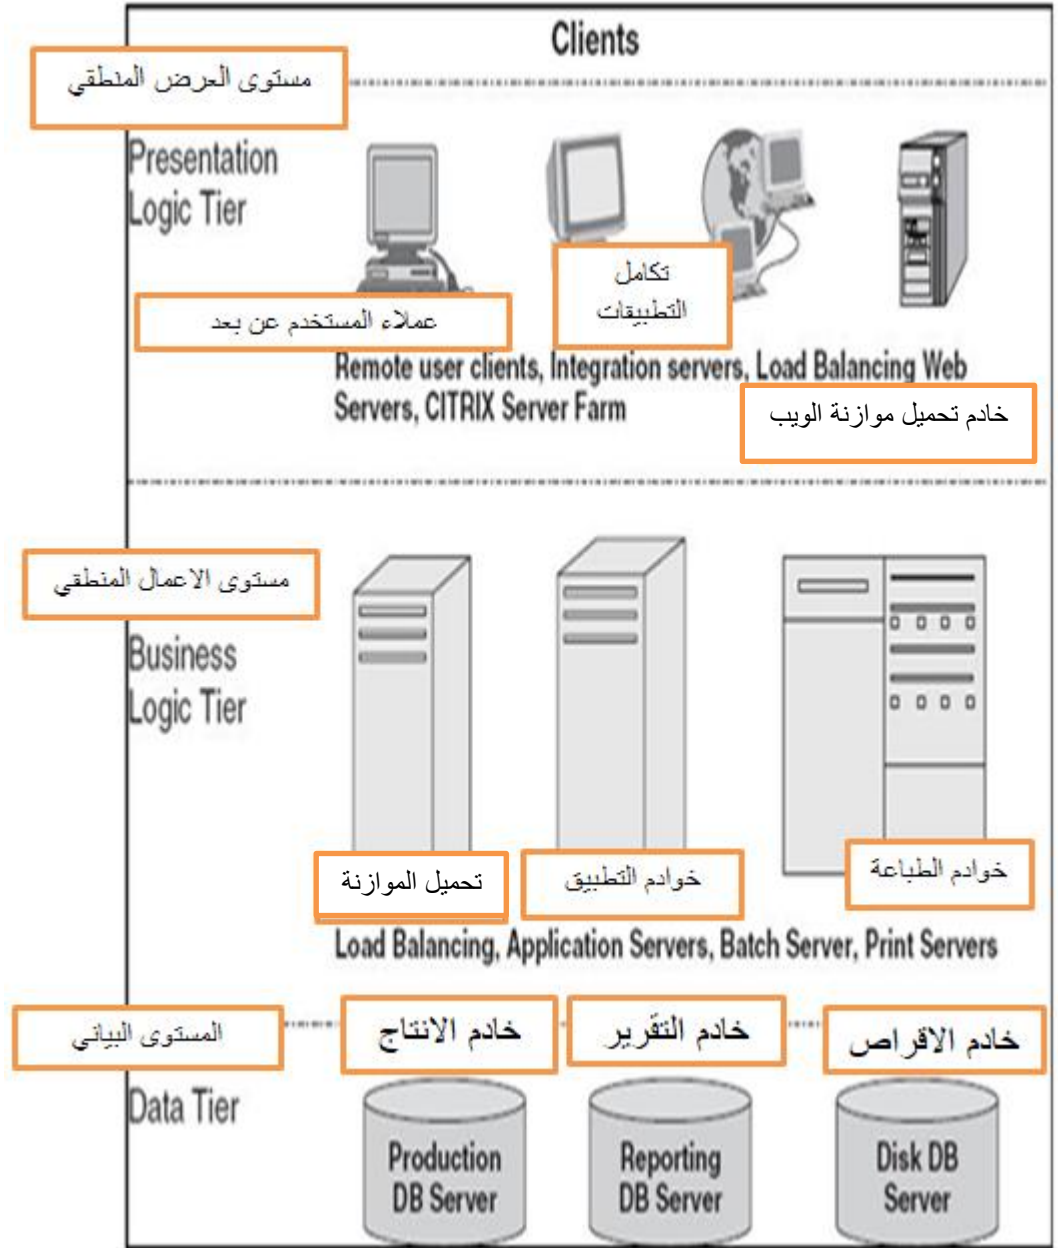 Clients
مستوى العرض المنطقي
Presentation
Logic Tier
تكامل
التطبيقات
عملاء المستخدم عن بعد
Remote user clients, Integration servers, Load Balancing Web
Servers, CITRIX Server Farm
خادم تحميل موازنة الويب
مستوى الاعمال المنطقي
Business
Logic Tier
تحميل الموازنة
خوادم التطبيق
خوادم الطباعة
Load Balancing, Application Servers, Batch Server, Print Servers
المستوى البياني
خادم الانتاج
خادم التقرير
خادم الاقراص
Data Tier
Production
DB Server
Reporting
DB Server
Disk DB
Server